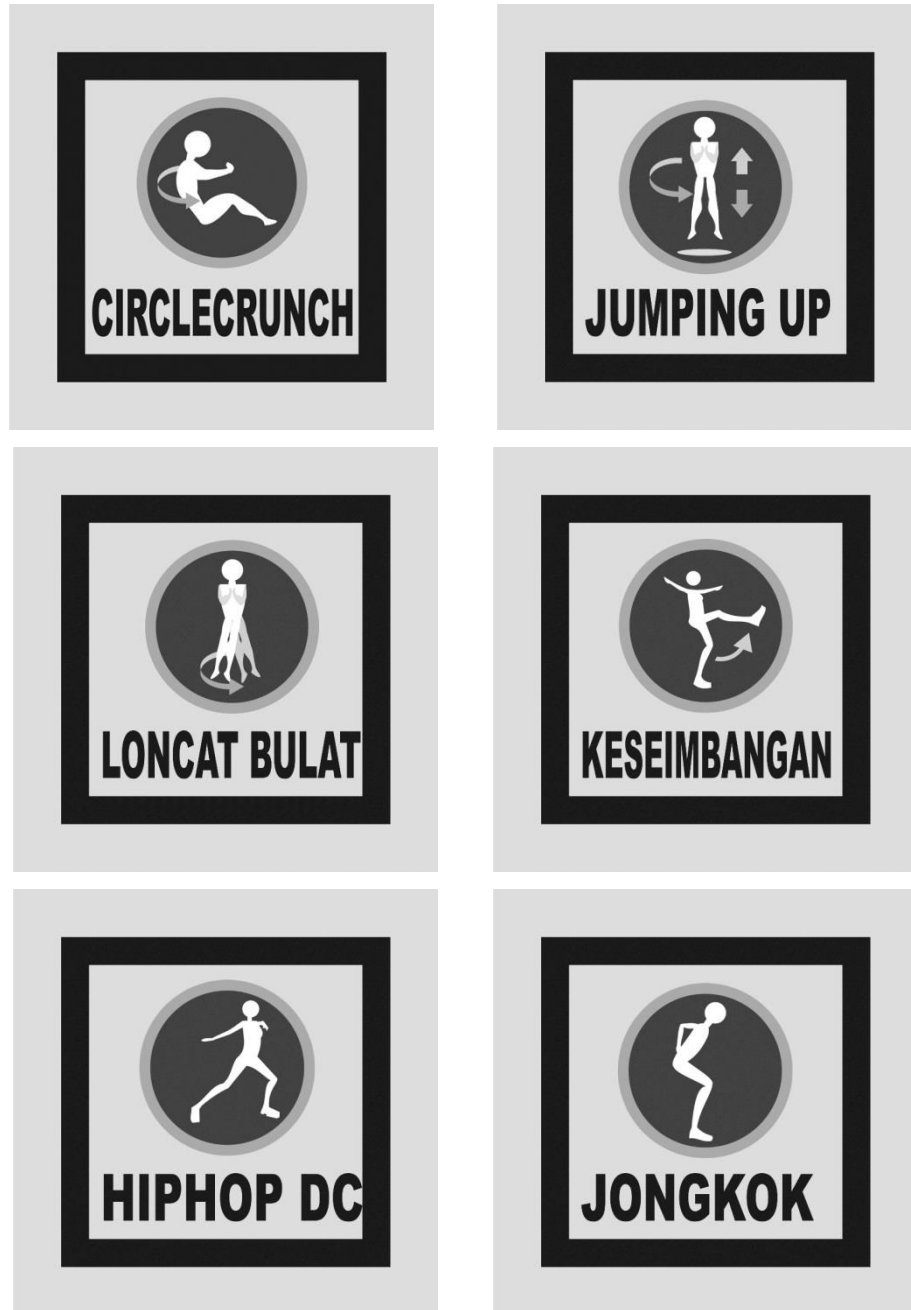 CIRCLECRUNCH
JUMPING UP
LONCAT BULAT
KESEIMBANGAN
HIPHOP DC
JONGKOK